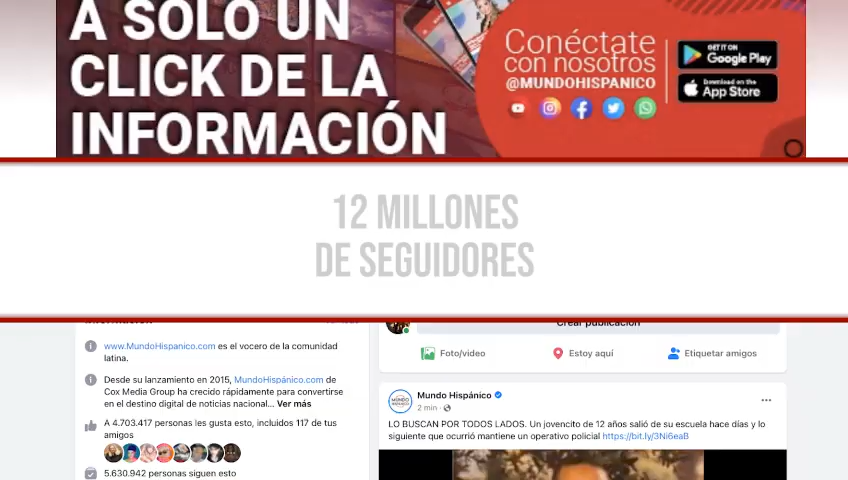 A SOLO UN
CLICK DE LA
INFORMACIÓN
Conéctate
con nosotros
@MUNDOHISPANICO
GET IT ON
Google Play
Download on the
App Store
12 MILLONES
DE SEGUIDORES
www.MundoHispanico.com es el vocero de la comunidad
latina.
Desde su lanzamiento en 2015, MundoHispánico.com de
Cox Media Group ha crecido rápidamente para convertirse
en el destino digital de noticias nacional... Ver más
A 4.703.417 personas les gusta esto, incluidos 117 de tus
amigos
5.630.942 personas siguen esto
Crear publicación
Foto/video
Estoy aquí
Etiquetar amigos
Mundo Hispánico
2 min ·
LO BUSCAN POR TODOS LADOS. Un jovencito de 12 años salió de su escuela hace días y lo
siguiente que ocurrió mantiene un operativo policial https://bit.ly/3Ni6eaB